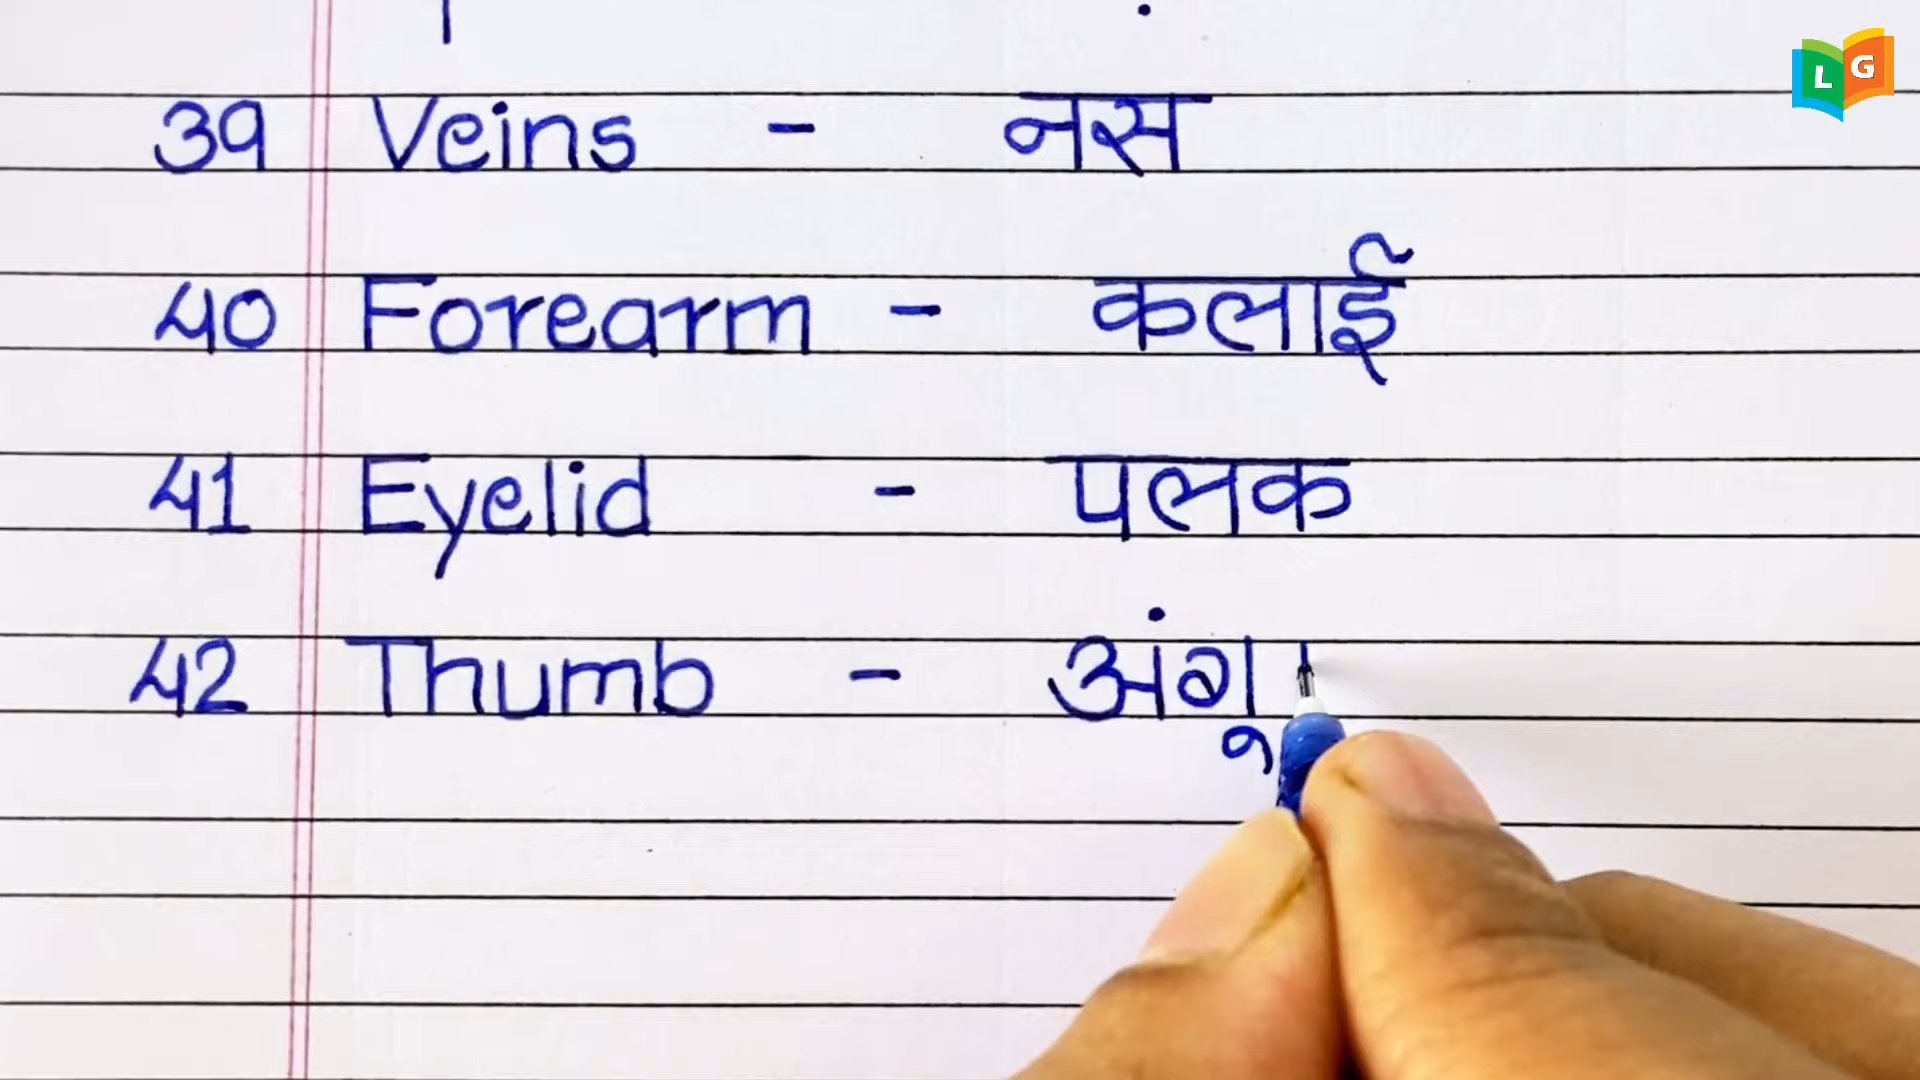 LG
39 Veins - नस
40 Forearm - कलाई
41 Eyelid - पलक
42 Thumb - अंगू